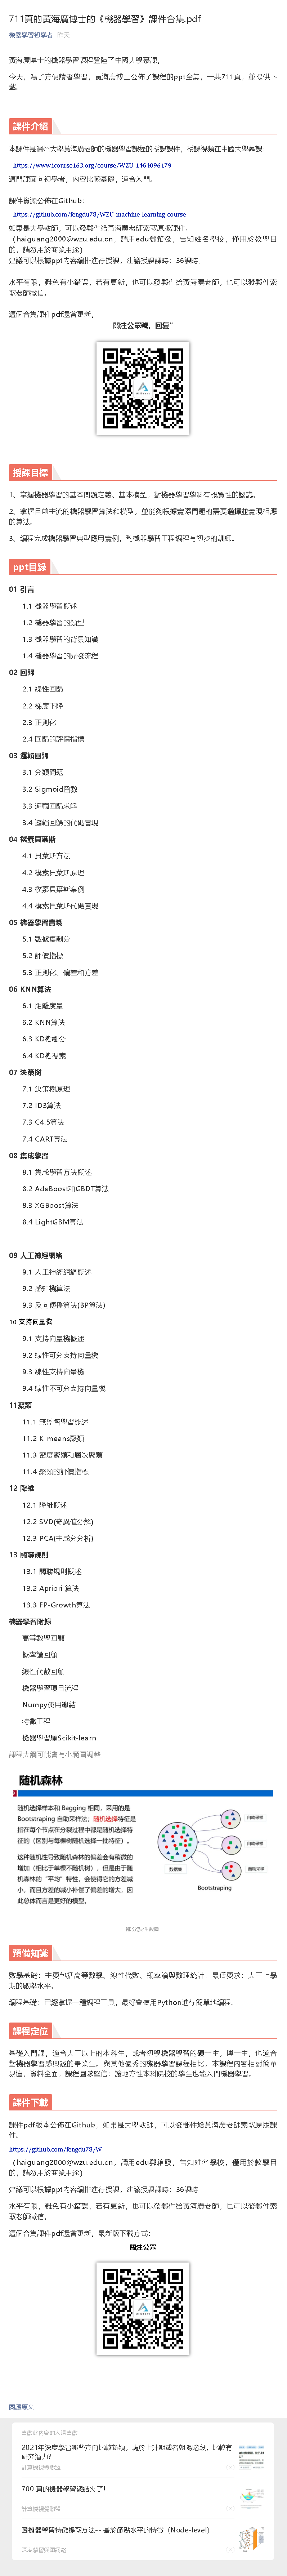 711頁的黃海廣博士的《機器學習》課件合集.pdf
機器學習初學者 昨天
黃海廣博士的機器學習課程登陸了中國大學慕課，
今天，為了方便讀者學習，黃海廣博士公佈了課程的ppt全集，一共711頁，並提供下
載。
課件介紹
本課件是溫州大學黃海廣老師的機器學習課程的授課課件，授課視頻在中國大學慕課：
https://www.icourse163.org/course/WZU-1464096179
這門課面向初學者，內容比較基礎，適合入門。
課件資源公佈在Github：
https://github.com/fengdu78/WZU-machine-learning-course
如果是大學教師，可以發郵件給黃海廣老師索取原版課件。
（haiguang2000@wzu.edu.cn，請用edu郵箱發，告知姓名學校，僅用於教學目
的，請勿用於商業用途）
建議可以根據ppt內容編排進行授課，建議授課課時：36課時。
水平有限，難免有小錯誤，若有更新，也可以發郵件給黃海廣老師，也可以發郵件索
取老師微信。
這個合集課件pdf還會更新，
關注公眾號，回復"
授課目標
1、掌握機器學習的基本問題定義、基本模型，對機器學習學科有概覽性的認識。
2、掌握目前主流的機器學習算法和模型，並能夠根據實際問題的需要選擇並實現相應
的算法。
3、編程完成機器學習典型應用實例，對機器學習工程編程有初步的訓練。
ppt目錄
01 引言
1.1 機器學習概述
1.2 機器學習的類型
1.3 機器學習的背景知識
1.4 機器學習的開發流程
02 回歸
2.1 線性回歸
2.2 梯度下降
2.3 正則化
2.4 回歸的評價指標
03 邏輯回歸
3.1 分類問題
3.2 Sigmoid函數
3.3 邏輯回歸求解
3.4 邏輯回歸的代碼實現
04 樸素貝葉斯
4.1 貝葉斯方法
4.2 樸素貝葉斯原理
4.3 樸素貝葉斯案例
4.4 樸素貝葉斯代碼實現
05 機器學習實踐
5.1 數據集劃分
5.2 評價指標
5.3 正則化、偏差和方差
06 KNN算法
6.1 距離度量
6.2 KNN算法
6.3 KD樹劃分
6.4 KD樹搜索
07 決策樹
7.1 決策樹原理
7.2 ID3算法
7.3 C4.5算法
7.4 CART算法
08 集成學習
8.1 集成學習方法概述
8.2 AdaBoost和GBDT算法
8.3 XGBoost算法
8.4 LightGBM算法
09 人工神經網絡
9.1 人工神經網絡概述
9.2 感知機算法
9.3 反向傳播算法(BP算法)
10 支持向量機
9.1 支持向量機概述
9.2 線性可分支持向量機
9.3 線性支持向量機
9.4 線性不可分支持向量機
11聚類
11.1 無監督學習概述
11.2 K-means聚類
11.3 密度聚類和層次聚類
11.4 聚類的評價指標
12 降維
12.1 降維概述
12.2 SVD(奇異值分解)
12.3 PCA(主成分分析)
13 關聯規則
13.1 關聯規則概述
13.2 Apriori 算法
13.3 FP-Growth算法
機器學習附錄
高等數學回顧
概率論回顧
線性代數回顧
機器學習項目流程
Numpy使用總結
特徵工程
機器學習庫Scikit-learn
課程大綱可能會有小範圍調整。
随机森林
随机选择样本和 Bagging 相同，采用的是
Bootstraping 自助采样法；随机选择特征是
指在每个节点在分裂过程中都是随机选择特
征的（区别与每棵树随机选择一批特征）。
这种随机性导致随机森林的偏差会有稍微的
增加（相比于单棵不随机树），但是由于随
机森林的“平均”特性，会使得它的方差减
小，而且方差的减小补偿了偏差的增大，因
此总体而言是更好的模型。
数据集
自助采样
自助采样
自助采样
Bootstraping
部分課件截圖
預備知識
數學基礎：主要包括高等數學、線性代數、概率論與數理統計。最低要求：大三上學
期的數學水平。
編程基礎：已經掌握一種編程工具，最好會使用Python進行簡單地編程。
課程定位
基礎入門課，適合大三以上的本科生，或者初學機器學習的碩士生，博士生，也適合
對機器學習感興趣的畢業生。與其他優秀的機器學習課程相比，本課程內容相對簡單
易懂，資料全面，課程團隊堅信：讓地方性本科院校的學生也能入門機器學習。
課件下載
課件pdf版本公佈在Github，如果是大學教師，可以發郵件給黃海廣老師索取原版課
件。
https://github.com/fengdu78/W
（haiguang2000@wzu.edu.cn，請用edu郵箱發，告知姓名學校，僅用於教學目
的，請勿用於商業用途）
建議可以根據ppt內容編排進行授課，建議授課課時：36課時。
水平有限，難免有小錯誤，若有更新，也可以發郵件給黃海廣老師，也可以發郵件索
取老師微信。
這個合集課件pdf還會更新，最新版下載方式：
關注公眾
閱讀原文
喜歡此內容的人還喜歡
2021年深度學習哪些方向比較新穎，處於上升期或者朝陽階段，比較有
研究潛力?
計算機視覺聯盟
700 頁的機器學習總結火了!
計算機視覺聯盟
圖機器學習特徵提取方法-- 基於節點水平的特徵（Node-level）